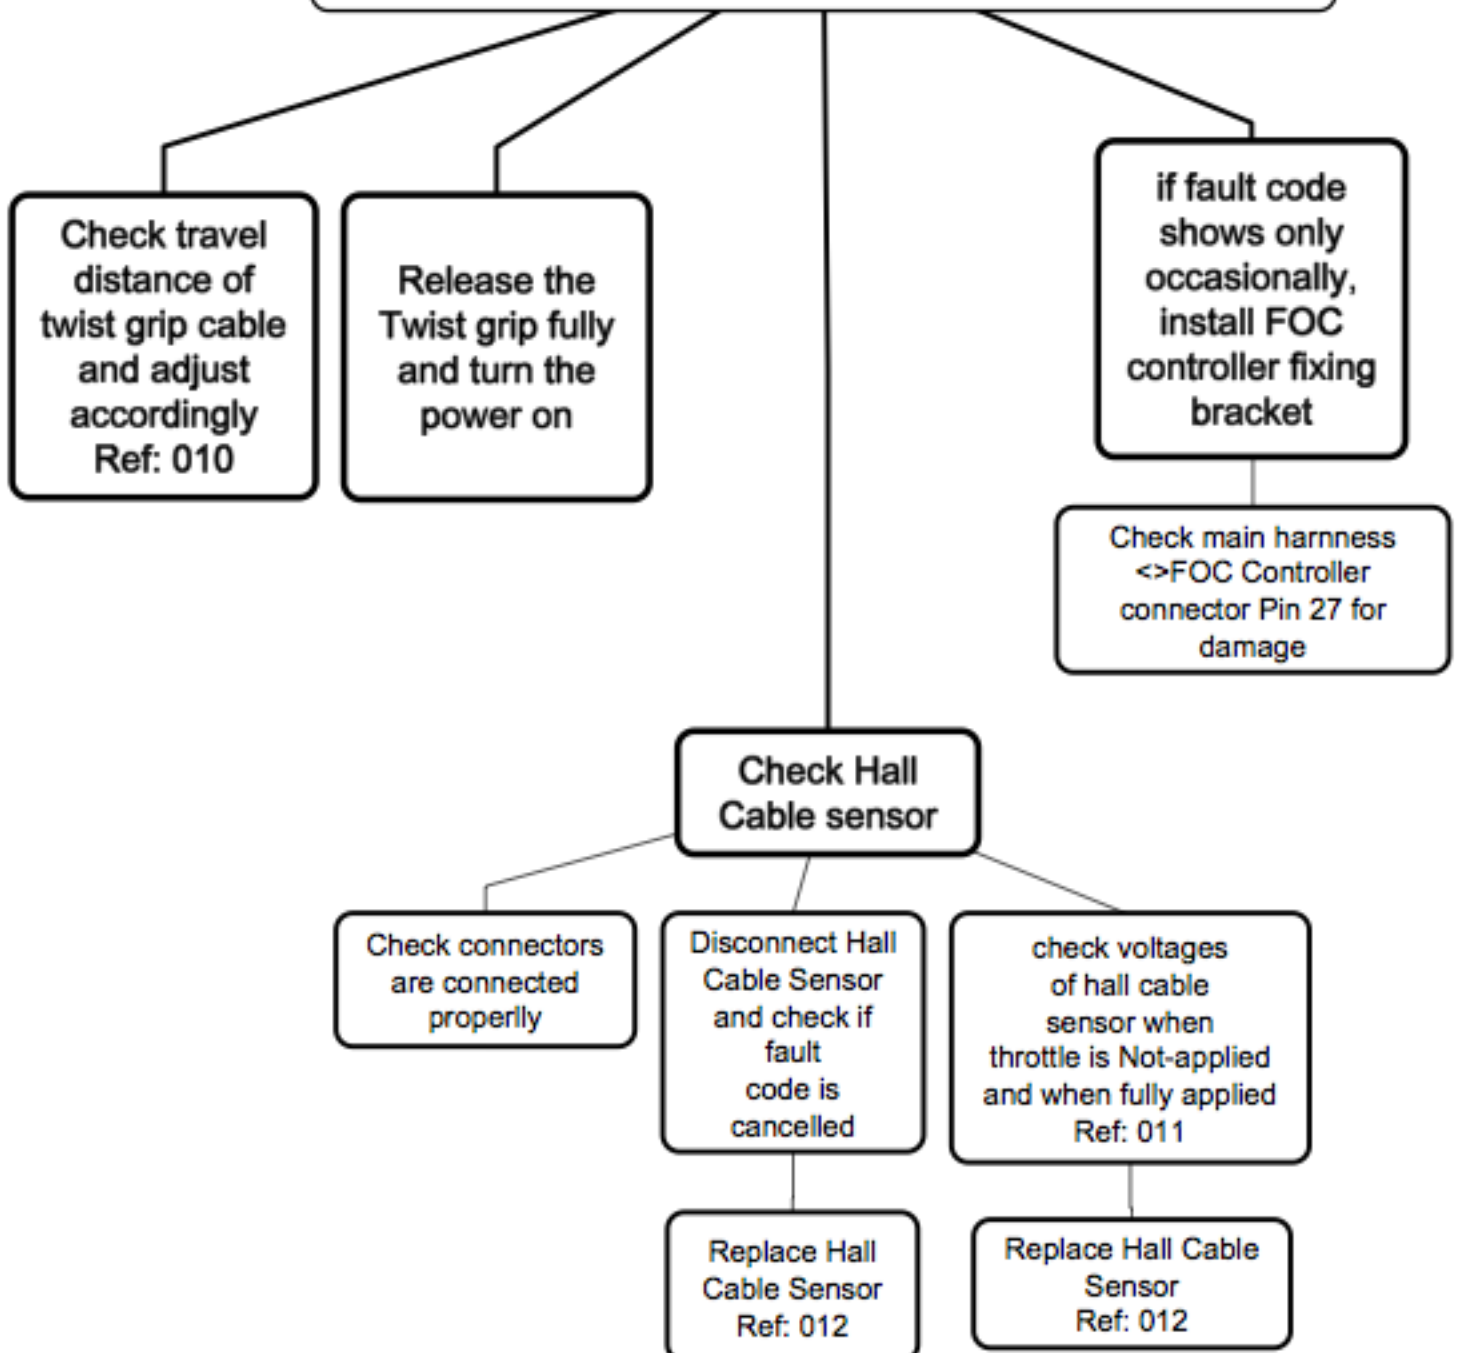 Check travel
distance of
twist grip cable
and adjust
accordingly
Ref: 010
Release the
Twist grip fully
and turn the
power on
if fault code
shows only
occasionally,
install FOC
controller fixing
bracket
Check main harnness
<>FOC Controller
connector Pin 27 for
damage
Check Hall
Cable sensor
Check connectors
are connected
properlly
Disconnect Hall
Cable Sensor
and check if
fault
code is
cancelled
check voltages
of hall cable
sensor when
throttle is Not-applied
and when fully applied
Ref: 011
Replace Hall
Cable Sensor
Ref: 012
Replace Hall Cable
Sensor
Ref: 012